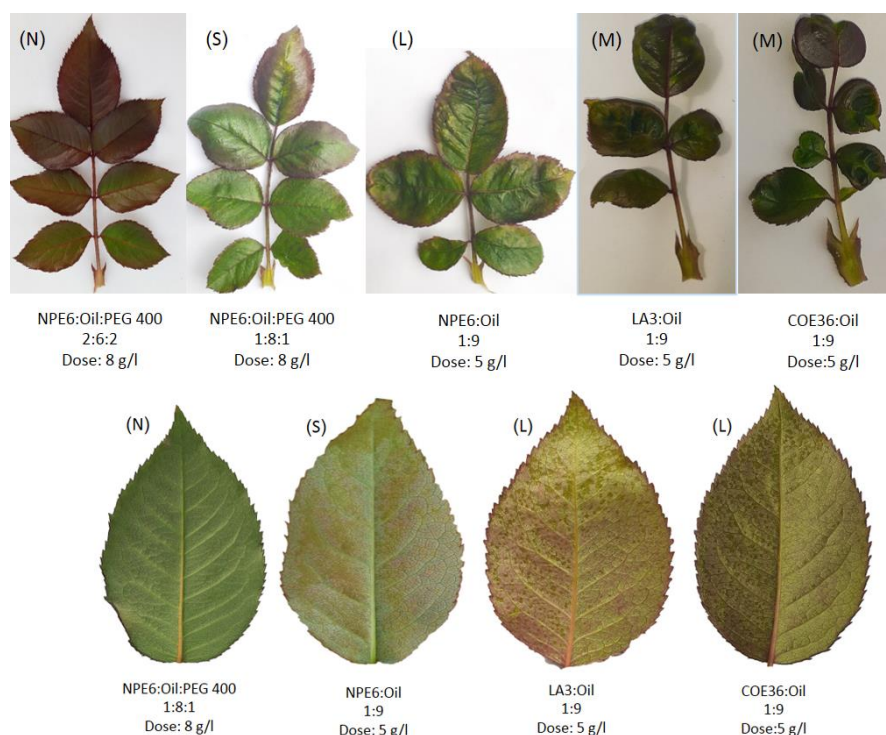 (N)
(S)
(L)
(M)
(M)
NPE6:Oil:PEG 400
2:6:2
Dose: 8 g/l
NPE6:Oil:PEG 400
1:8:1
Dose: 8 g/l
NPE6:Oil
1:9
Dose: 5 g/l
LA3:Oil
1:9
Dose: 5 g/l
COE36:Oil
1:9
Dose:5 g/l
(N)
(S)
(L)
(L)
NPE6:Oil:PEG 400
1:8:1
Dose: 8 g/l
NPE6:Oil
1:9
Dose: 5 g/l
LA3:Oil
1:9
Dose: 5 g/l
COE36:Oil
1:9
Dose:5 g/l